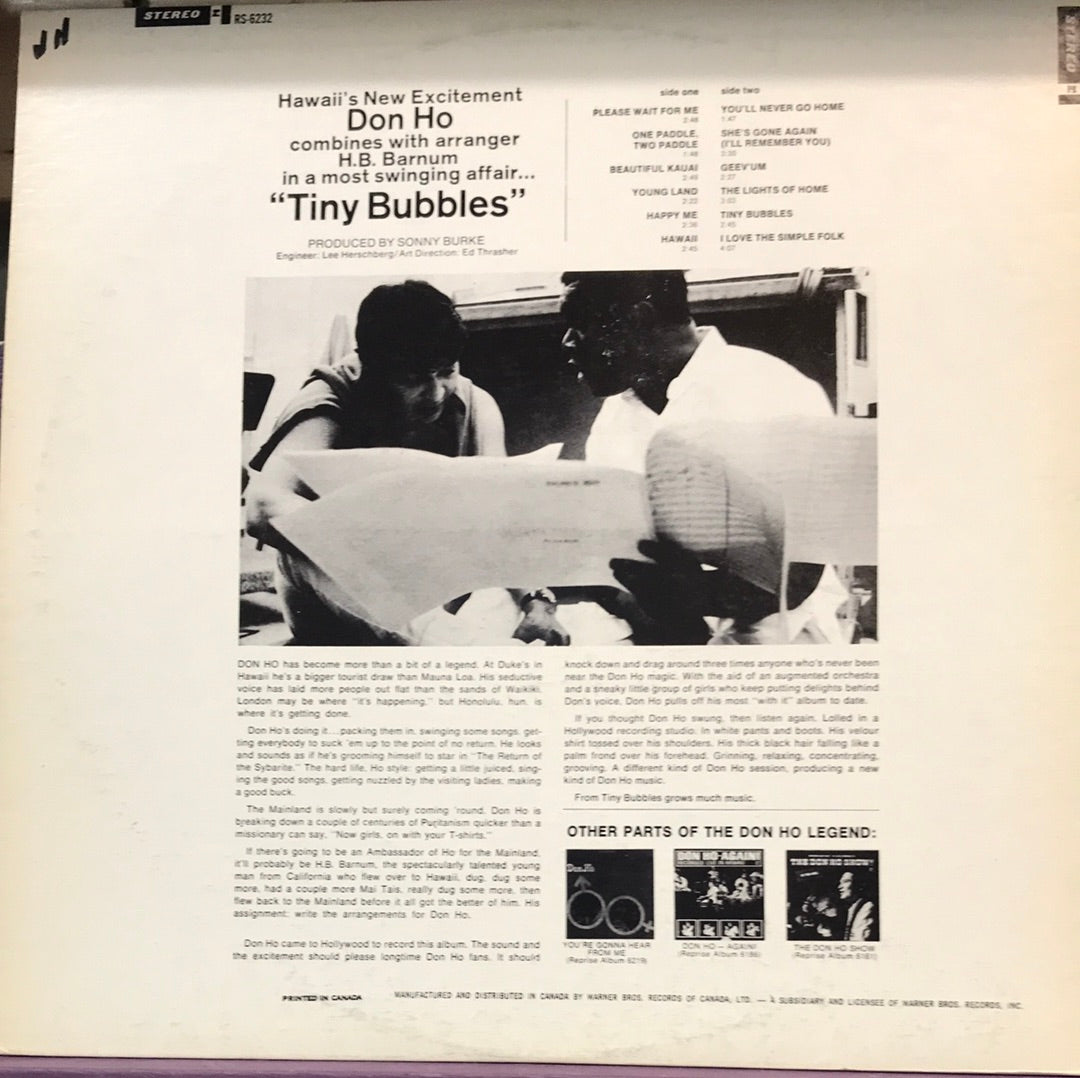 JN
STEREO
RS-6232
STEREO
Hawaii's New Excitement
Don Ho
combines with arranger
H.B. Barnum
in a most swinging affair...
"Tiny Bubbles"
PRODUCED BY SONNY BURKE
Engineer: Lee Herschberg/Art Direction: Ed Thrasher
side one
PLEASE WAIT FOR ME
2:48
ONE PADDLE,
TWO PADDLE
1:48
BEAUTIFUL KAUAI
2:49
YOUNG LAND
2:22
HAPPY ME
2:36
HAWAII
2:45
side two
YOU'LL NEVER GO HOME
1:47
SHE'S GONE AGAIN
(I'LL REMEMBER YOU)
2:35
GEEV'UM
2:27
THE LIGHTS OF HOME
3:03
TINY BUBBLES
2:45
I LOVE THE SIMPLE FOLK
4:07
DON HO has become more than a bit of a legend. At Duke's in
Hawaii he's a bigger tourist draw than Mauna Loa. His seductive
voice has laid more people out flat than the sands of Waikiki.
London may be where "it's happening," but Honolulu, hun, is
where it's getting done.
Don Ho's doing it...packing them in, swinging some songs, get-
ting everybody to suck 'em up to the point of no return. He looks
and sounds as if he's grooming himself to star in "The Return of
the Sybarite." The hard life, Ho style: getting a little juiced, sing-
ing the good songs, getting nuzzled by the visiting ladies, making
a good buck.
The Mainland is slowly but surely coming 'round. Don Ho is
breaking down a couple of centuries of Puritanism quicker than a
missionary can say, "Now girls, on with your T-shirts."
If there's going to be an Ambassador of Ho for the Mainland,
it'll probably be H.B. Barnum, the spectacularly talented young
man from California who flew over to Hawaii, dug, dug some
more, had a couple more Mai Tais, really dug some more, then
flew back to the Mainland before it all got the better of him. His
assignment: write the arrangements for Don Ho.
Don Ho came to Hollywood to record this album. The sound and
the excitement should please longtime Don Ho fans. It should
knock down and drag around three times anyone who's never been
near the Don Ho magic. With the aid of an augmented orchestra
and a sneaky little group of girls who keep putting delights behind
Don's voice, Don Ho pulls off his most "with it" album to date.
If you thought Don Ho swung, then listen again. Lolled in a
Hollywood recording studio. In white pants and boots. His velour
shirt tossed over his shoulders. His thick black hair falling like a
palm frond over his forehead. Grinning, relaxing, concentrating,
grooving. A different kind of Don Ho session, producing a new
kind of Don Ho music.
From Tiny Bubbles grows much music.
OTHER PARTS OF THE DON HO LEGEND:
Don Ho
DON HO-AGAIN!
THE DON HO SHOW!
YOU'RE GONNA HEAR
FROM ME
(Reprise Album 6219)
DON HO — AGAIN!
(Reprise Album 6186)
THE DON HO SHOW
(Reprise Album 6161)
PRINTED IN CANADA
MANUFACTURED AND DISTRIBUTED IN CANADA BY WARNER BROS. RECORDS OF CANADA, LTD. — A SUBSIDIARY AND LICENSEE OF WARNER BROS. RECORDS, INC.